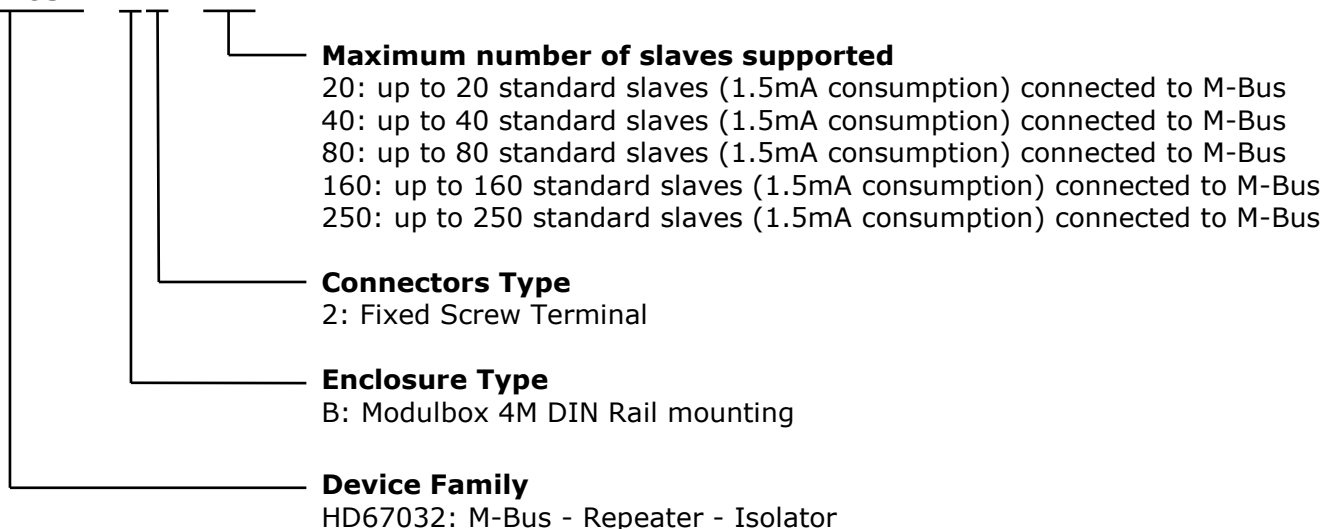 Maximum number of slaves supported
20: up to 20 standard slaves (1.5mA consumption) connected to M-Bus
40: up to 40 standard slaves (1.5mA consumption) connected to M-Bus
80: up to 80 standard slaves (1.5mA consumption) connected to M-Bus
160: up to 160 standard slaves (1.5mA consumption) connected to M-Bus
250: up to 250 standard slaves (1.5mA consumption) connected to M-Bus
Connectors Type
2: Fixed Screw Terminal
Enclosure Type
B: Modulbox 4M DIN Rail mounting
Device Family
HD67032: M-Bus - Repeater - Isolator